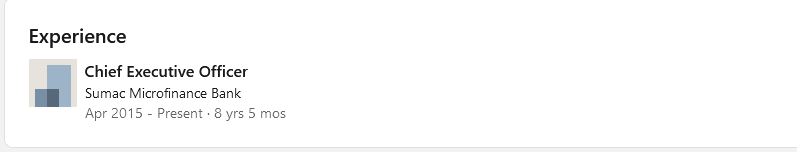 Experience
Chief Executive Officer
Sumac Microfinance Bank
Apr 2015 - Present · 8 yrs 5 mos